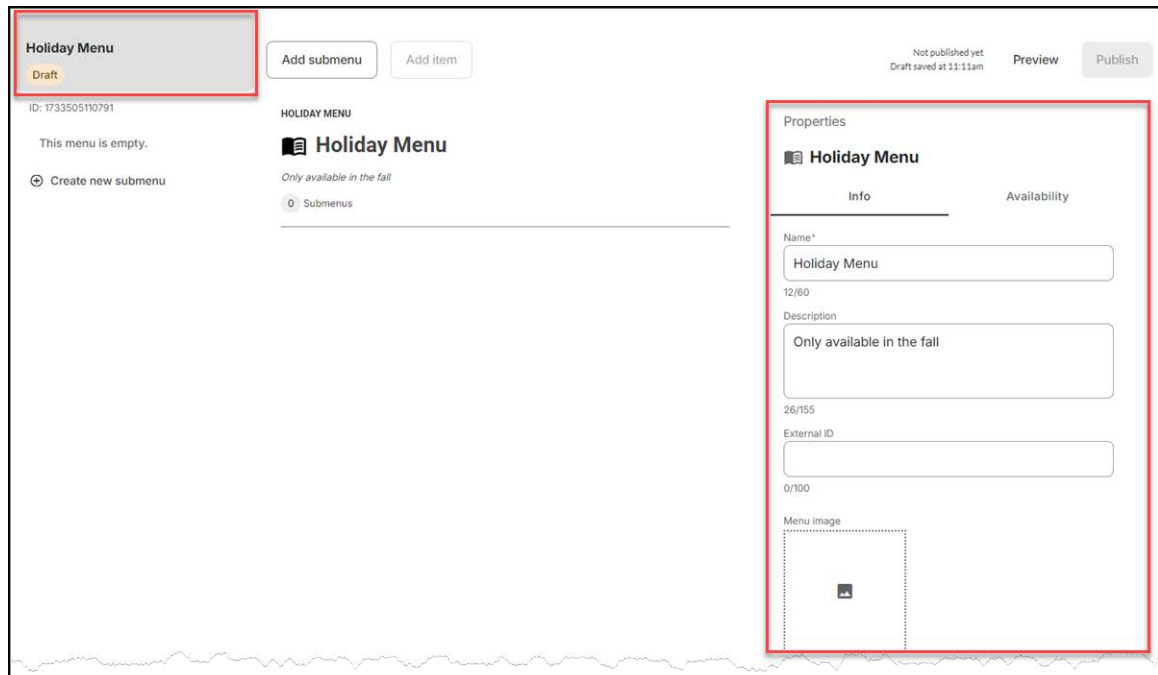 Holiday Menu
Draft
ID: 1733505110791
This menu is empty.
Create new submenu
Add submenu
Add item
Not published yet
Draft saved at 11:11am
Preview
Publish
HOLIDAY MENU
Holiday Menu
Only available in the fall
0 Submenus
Properties
Holiday Menu
Info
Availability
Name*
Holiday Menu
12/60
Description
Only available in the fall
26/155
External ID
0/100
Menu image